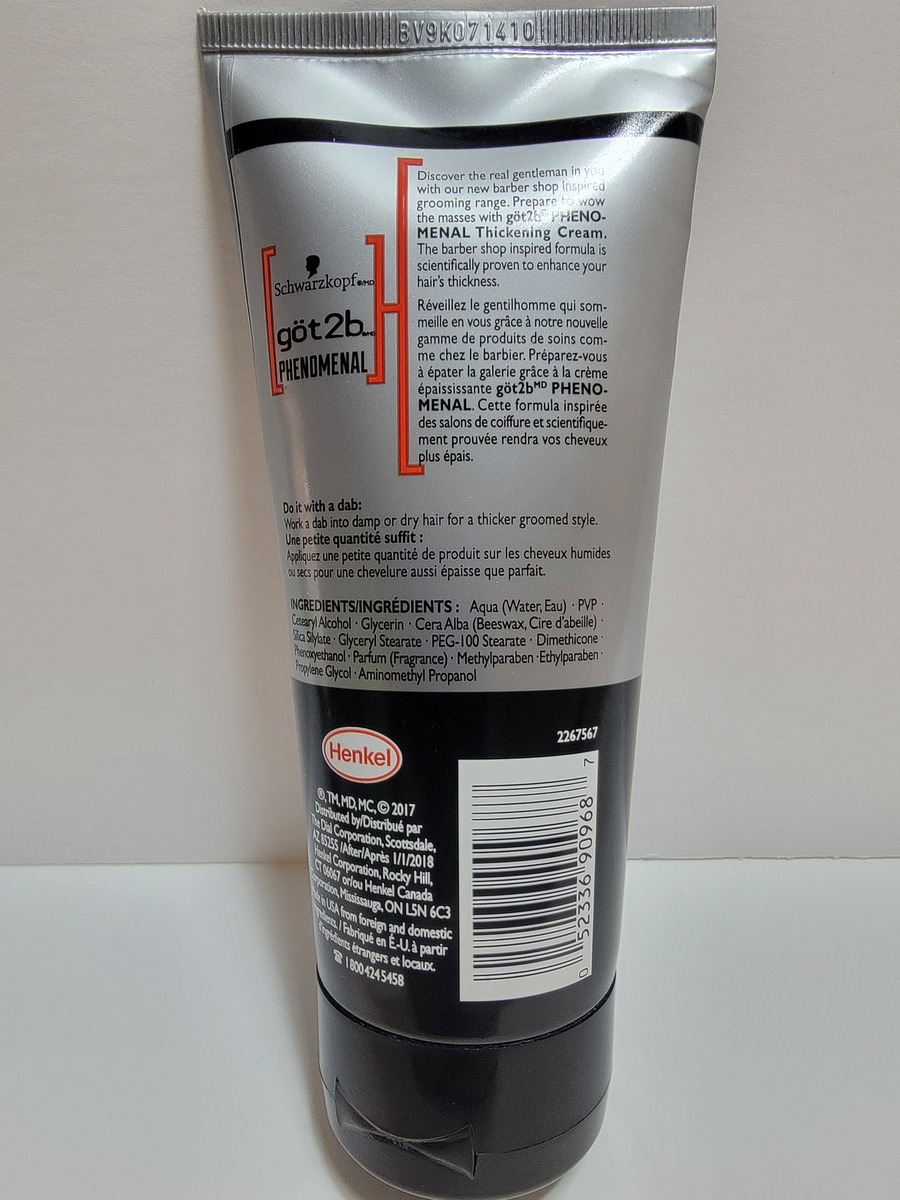 BV9K071410
Discover the real gentleman in you
with our new barber shop inspired
grooming range. Prepare to wow
the masses with göt2b® PHENO-
MENAL Thickening Cream.
The barber shop inspired formula is
scientifically proven to enhance your
hair's thickness.
Réveillez le gentilhomme qui som-
meille en vous grâce à notre nouvelle
gamme de produits de soins com-
me chez le barbier. Préparez-vous
à épater la galerie grâce à la crème
épaississante göt2bMD PHENO-
MENAL. Cette formula inspirée
des salons de coiffure et scientifique-
ment prouvée rendra vos cheveux
plus épais.
Schwarzkopf®/MD
göt2b®/MD
PHENOMENAL
Do it with a dab:
Work a dab into damp or dry hair for a thicker groomed style.
Une petite quantité suffit :
Appliquez une petite quantité de produit sur les cheveux humides
ou secs pour une chevelure aussi épaisse que parfait.
INGREDIENTS/INGRÉDIENTS : Aqua (Water, Eau) · PVP ·
Cetearyl Alcohol · Glycerin · Cera Alba (Beeswax, Cire d'abeille) ·
Silica Silylate · Glyceryl Stearate · PEG-100 Stearate · Dimethicone ·
Phenoxyethanol · Parfum (Fragrance) · Methylparaben · Ethylparaben ·
Propylene Glycol · Aminomethyl Propanol
Henkel
®, TM, MD, MC, © 2017
Distributed by/Distribué par
The Dial Corporation, Scottsdale,
AZ 85255 /After/Après 1/1/2018
Henkel Corporation, Rocky Hill,
CT 06067 or/ou Henkel Canada
Corporation, Mississauga, ON L5N 6C3
in USA from foreign and domestic
ingredients. / Fabriqué en É.-U. à partir
d'ingrédients étrangers et locaux.
☎ 1 800 424 5458
2267567
0 52336 90968 7